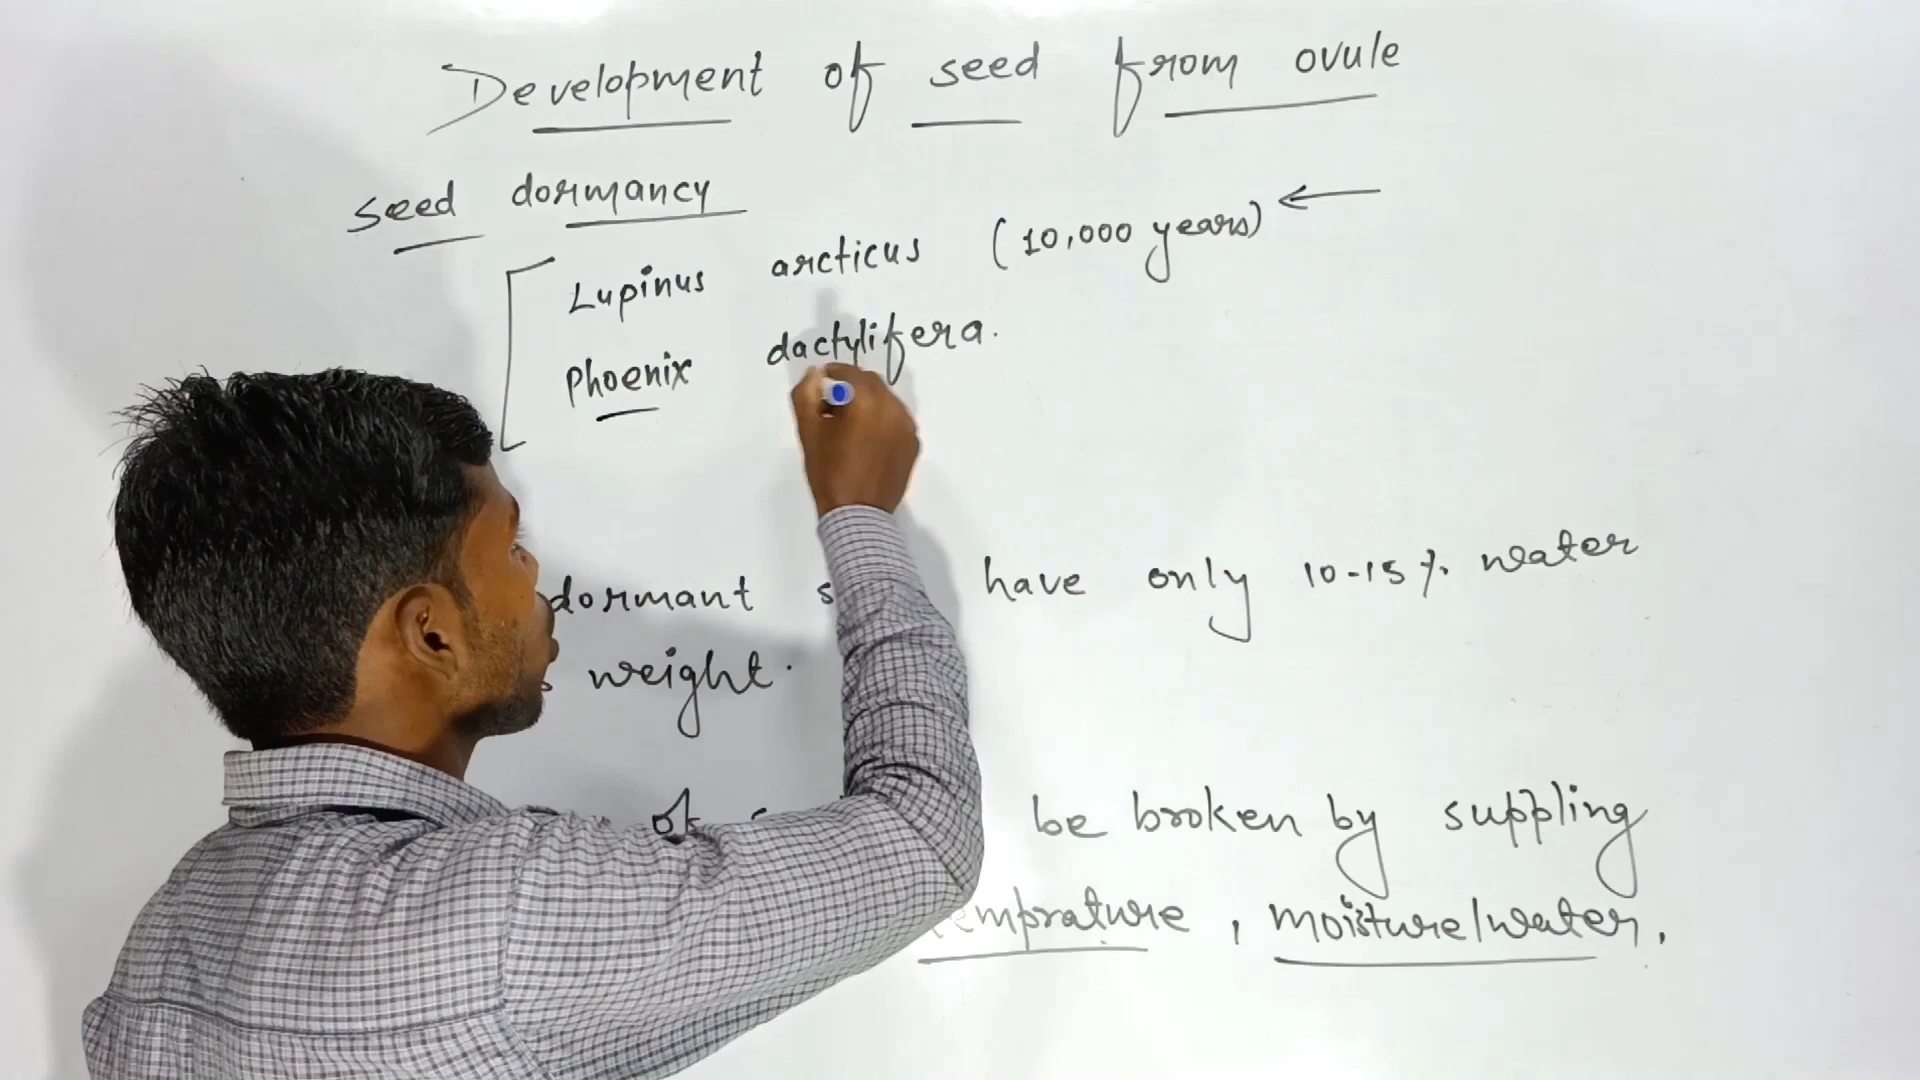 Development of seed from ovule
seed dormancy
Lupinus arcticus (10,000 years) ←
Phoenix dactylifera.
dormant have only 10-15% water
weight.
of be broken by suppling
temprature, moisture/water.